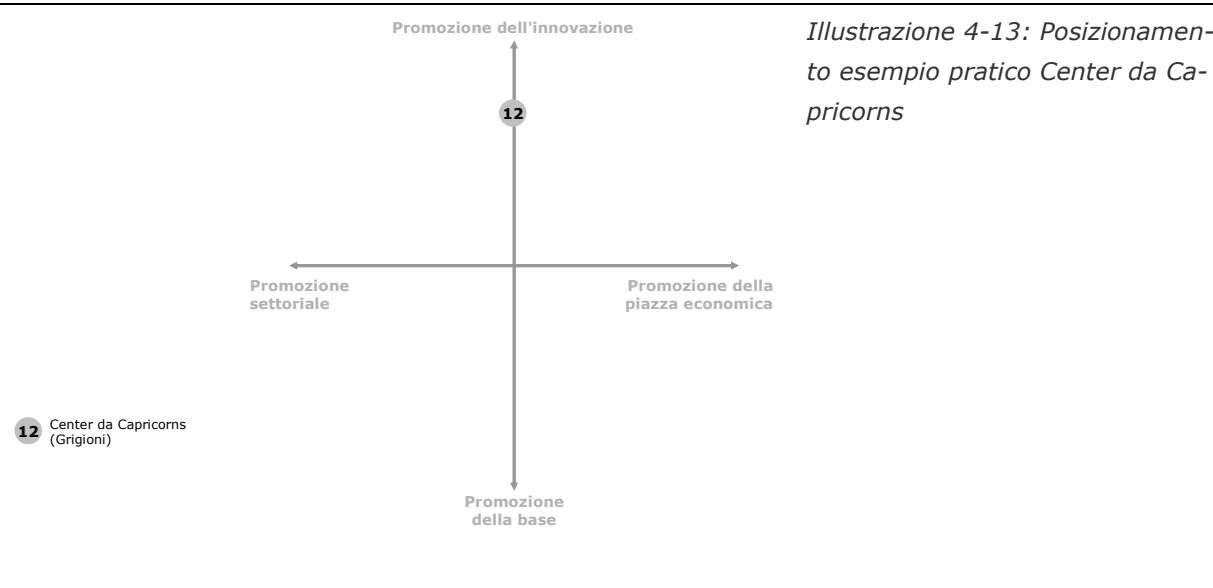 Promozione dell'innovazione
Illustrazione 4-13: Posizionamen-
to esempio pratico Center da Ca-
pricorns
12
Promozione
settoriale
Promozione della
piazza economica
12 Center da Capricorns
(Grigioni)
Promozione
della base